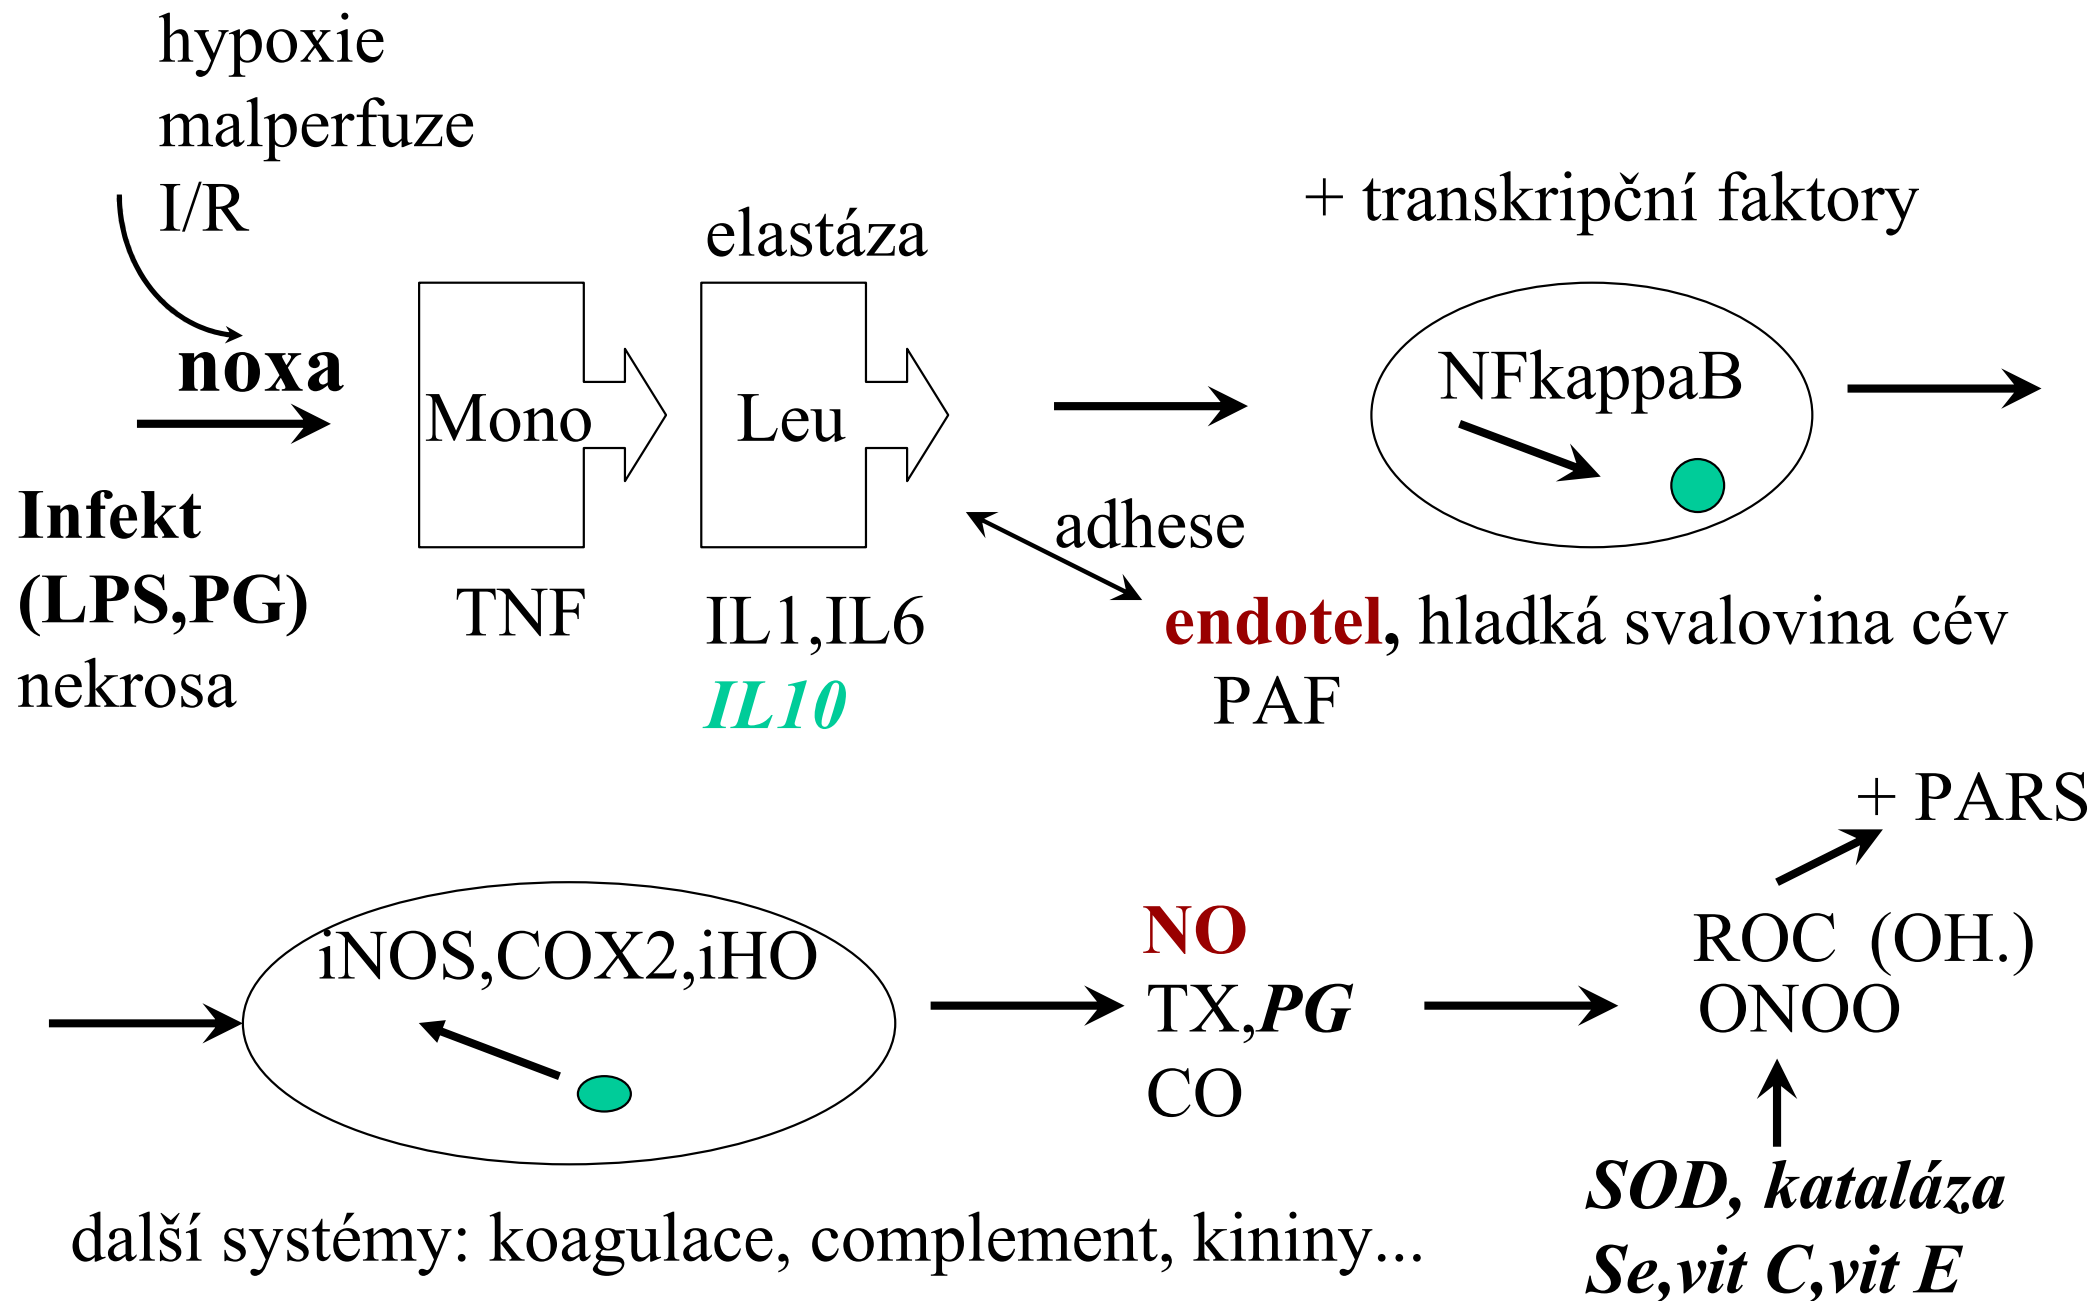 hypoxie
malperfuze
I/R
+ transkripční faktory
elastáza
noxa
NFkappaB
Mono
Leu
Infekt
(LPS,PG)
nekrosa
adhese
TNF
IL1,IL6
IL10
endotel, hladká svalovina cév
PAF
+ PARS
iNOS,COX2,iHO
NO
TX,PG
CO
ROC (OH.)
ONOO
SOD, kataláza
Se,vit C,vit E
další systémy: koagulace, complement, kininy...